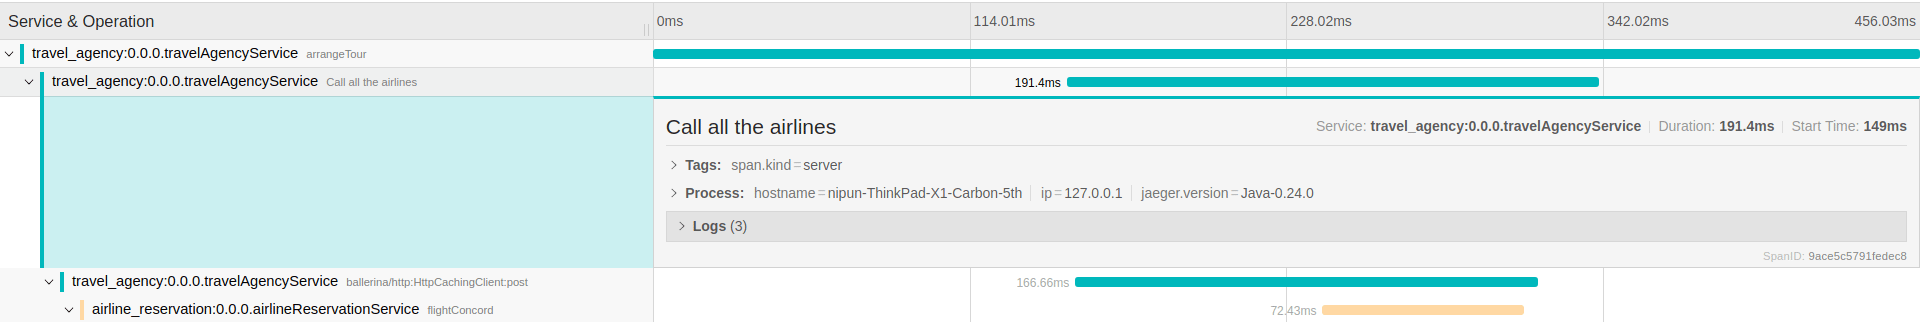 Service & Operation 0ms 114.01ms 228.02ms 342.02ms 456.03ms
travel_agency:0.0.0.travelAgencyService arrangeTour
travel_agency:0.0.0.travelAgencyService Call all the airlines 191.4ms
Call all the airlines Service: travel_agency:0.0.0.travelAgencyService Duration: 191.4ms Start Time: 149ms
Tags: span.kind=server
Process: hostname=nipun-ThinkPad-X1-Carbon-5th ip=127.0.0.1 jaeger.version=Java-0.24.0
Logs (3)
SpanID: 9ace5c5791fedec8
travel_agency:0.0.0.travelAgencyService ballerina/http:HttpCachingClient:post 166.66ms
airline_reservation:0.0.0.airlineReservationService flightConcord 72.43ms